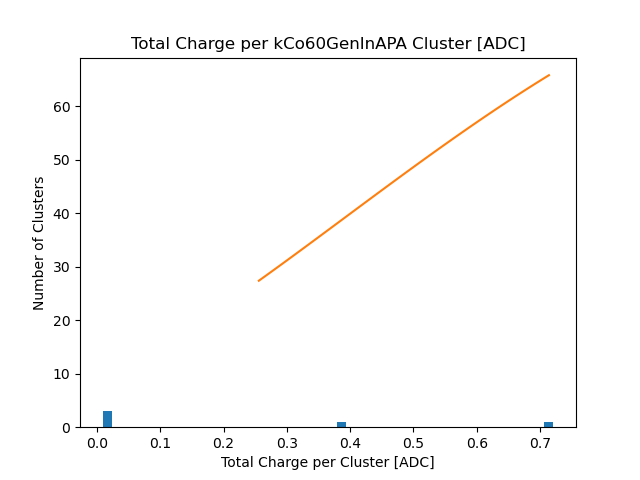 Total Charge per kCo60GenInAPA Cluster [ADC]
Number of Clusters
60
50
40
30
20
10
0
0.0 0.1 0.2 0.3 0.4 0.5 0.6 0.7
Total Charge per Cluster [ADC]